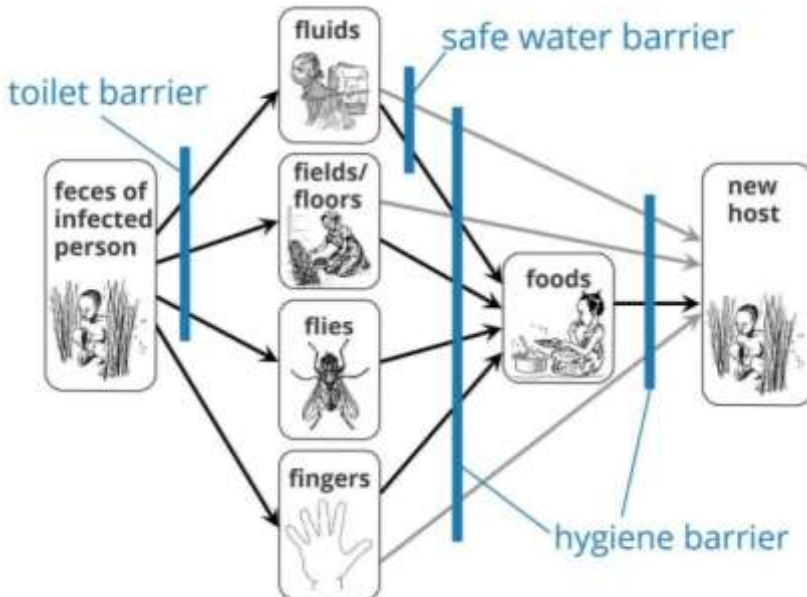 fluids
safe water barrier
toilet barrier
feces of
infected
person
fields/
floors
new
host
foods
flies
fingers
hygiene barrier